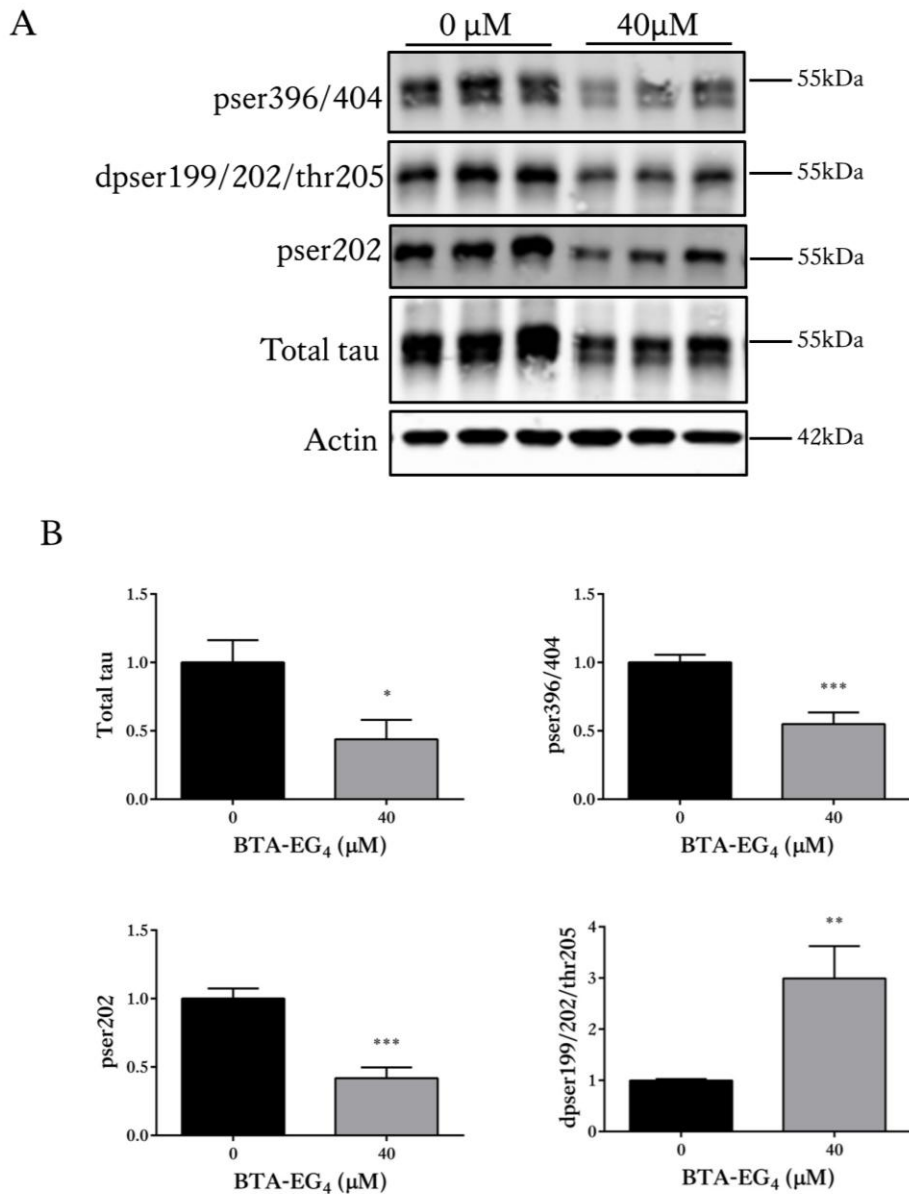 A
0 µM 40µM
pser396/404 55kDa
dpser199/202/thr205 55kDa
pser202 55kDa
Total tau 55kDa
Actin 42kDa
B
1.5
1.0
0.5
0.0
Total tau
*
0 40
BTA-EG₄ (µM)
1.5
1.0
0.5
0.0
pser396/404
***
0 40
BTA-EG₄ (µM)
1.5
1.0
0.5
0.0
pser202
***
0 40
BTA-EG₄ (µM)
4
3
2
1
0
dpser199/202/thr205
**
0 40
BTA-EG₄ (µM)